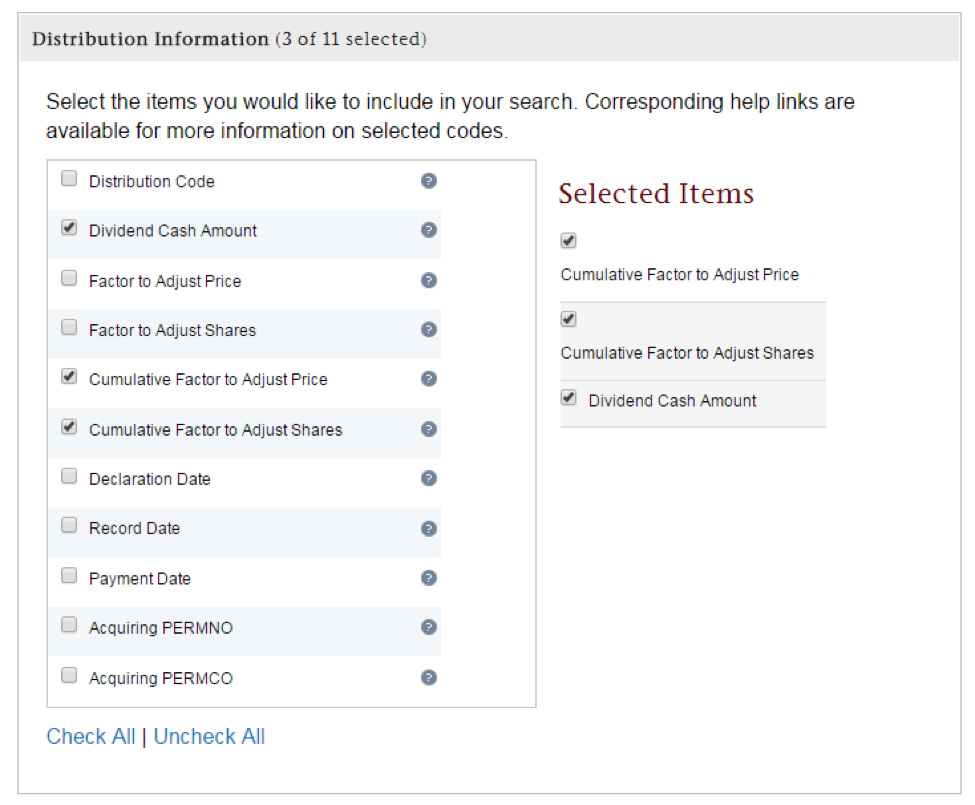 Distribution Information (3 of 11 selected)
Select the items you would like to include in your search. Corresponding help links are
available for more information on selected codes.
Distribution Code ?
Dividend Cash Amount ?
Factor to Adjust Price ?
Factor to Adjust Shares ?
Cumulative Factor to Adjust Price ?
Cumulative Factor to Adjust Shares ?
Declaration Date ?
Record Date ?
Payment Date ?
Acquiring PERMNO ?
Acquiring PERMCO ?
Check All | Uncheck All
Selected Items
Cumulative Factor to Adjust Price
Cumulative Factor to Adjust Shares
Dividend Cash Amount